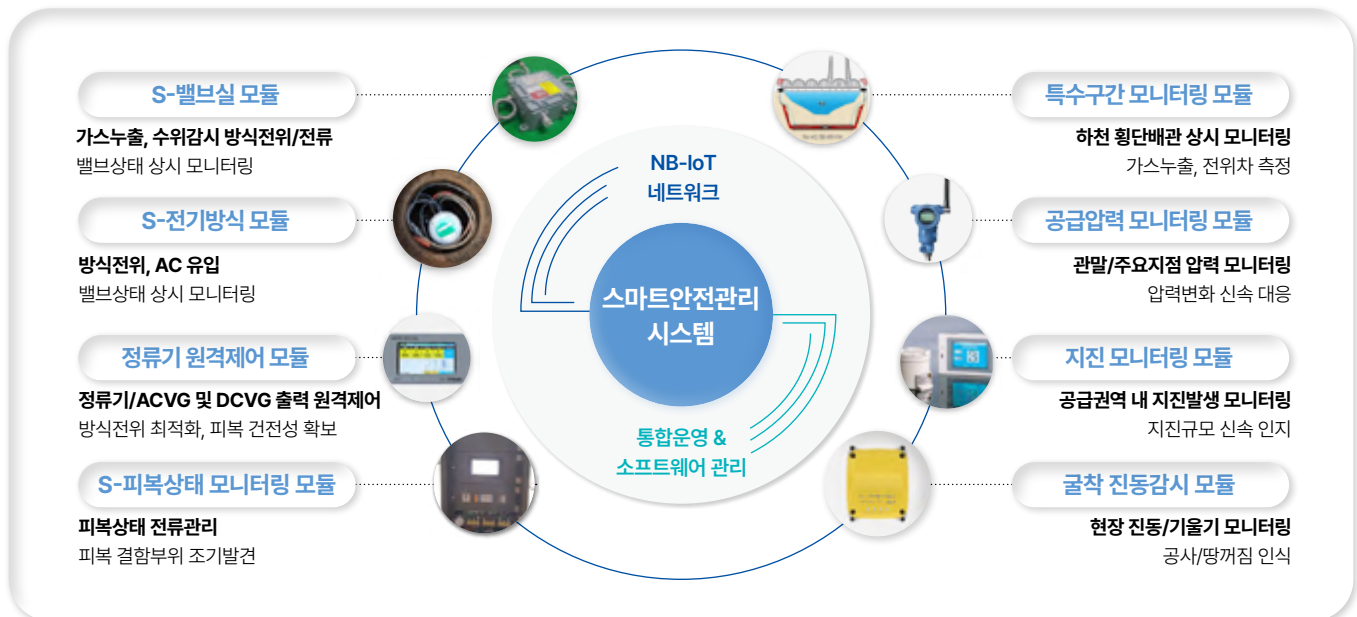 S-밸브실 모듈
가스누출, 수위감시 방식전위/전류
밸브상태 상시 모니터링
S-전기방식 모듈
방식전위, AC 유입
밸브상태 상시 모니터링
정류기 원격제어 모듈
정류기/ACVG 및 DCVG 출력 원격제어
방식전위 최적화, 피복 건전성 확보
S-피복상태 모니터링 모듈
피복상태 전류관리
피복 결함부위 조기발견
NB-IoT
네트워크
스마트안전관리
시스템
통합운영 &
소프트웨어 관리
특수구간 모니터링 모듈
하천 횡단배관 상시 모니터링
가스누출, 전위차 측정
공급압력 모니터링 모듈
관말/주요지점 압력 모니터링
압력변화 신속 대응
지진 모니터링 모듈
공급권역 내 지진발생 모니터링
지진규모 신속 인지
굴착 진동감시 모듈
현장 진동/기울기 모니터링
공사/땅꺼짐 인식